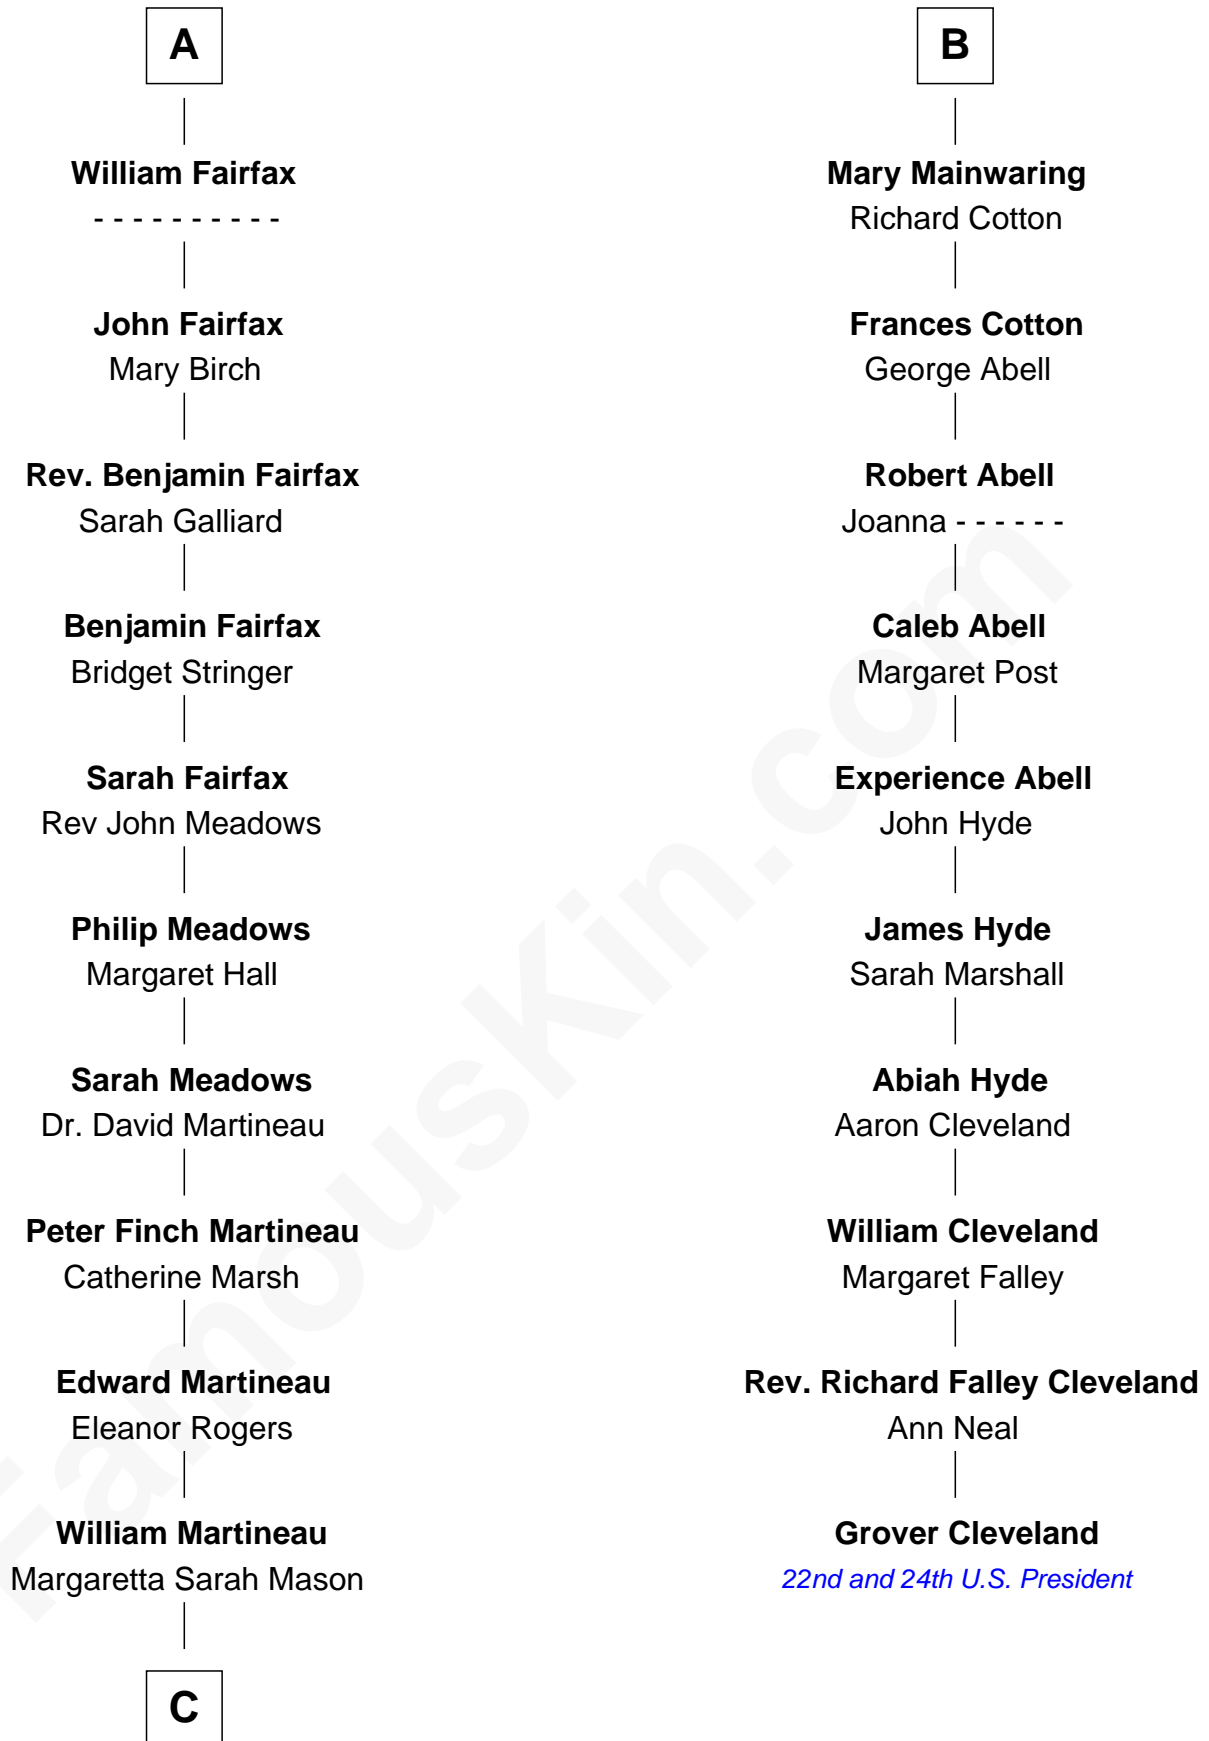 A
William Fairfax
- - - - - - - - - -
John Fairfax
Mary Birch
Rev. Benjamin Fairfax
Sarah Galliard
Benjamin Fairfax
Bridget Stringer
Sarah Fairfax
Rev John Meadows
Philip Meadows
Margaret Hall
Sarah Meadows
Dr. David Martineau
Peter Finch Martineau
Catherine Marsh
Edward Martineau
Eleanor Rogers
William Martineau
Margaretta Sarah Mason
C
B
Mary Mainwaring
Richard Cotton
Frances Cotton
George Abell
Robert Abell
Joanna - - - - - -
Caleb Abell
Margaret Post
Experience Abell
John Hyde
James Hyde
Sarah Marshall
Abiah Hyde
Aaron Cleveland
William Cleveland
Margaret Falley
Rev. Richard Falley Cleveland
Ann Neal
Grover Cleveland
22nd and 24th U.S. President
FamousKin.com